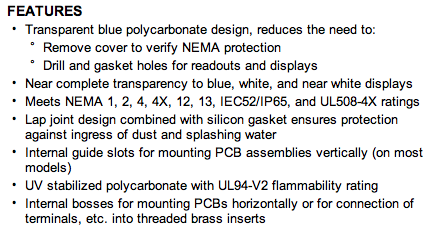 FEATURES
• Transparent blue polycarbonate design, reduces the need to:
° Remove cover to verify NEMA protection
° Drill and gasket holes for readouts and displays
• Near complete transparency to blue, white, and near white displays
• Meets NEMA 1, 2, 4, 4X, 12, 13, IEC52/IP65, and UL508-4X ratings
• Lap joint design combined with silicon gasket ensures protection
against ingress of dust and splashing water
• Internal guide slots for mounting PCB assemblies vertically (on most
models)
• UV stabilized polycarbonate with UL94-V2 flammability rating
• Internal bosses for mounting PCBs horizontally or for connection of
terminals, etc. into threaded brass inserts